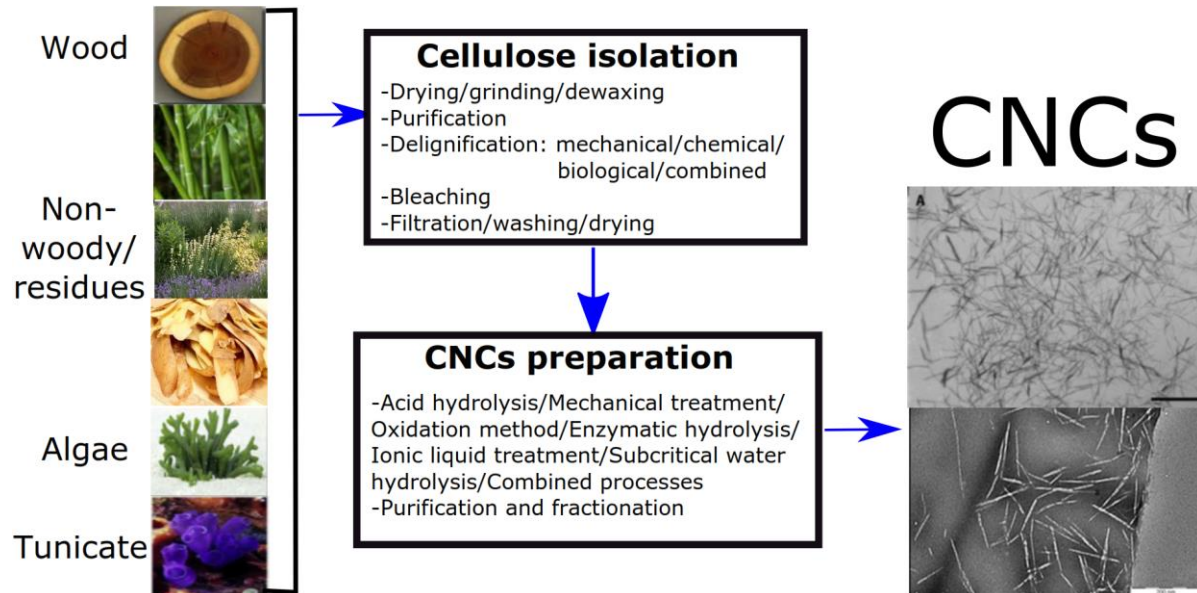 Wood
Non-
woody/
residues
Algae
Tunicate
Cellulose isolation
-Drying/grinding/dewaxing
-Purification
-Delignification: mechanical/chemical/
biological/combined
-Bleaching
-Filtration/washing/drying
CNCs preparation
-Acid hydrolysis/Mechanical treatment/
Oxidation method/Enzymatic hydrolysis/
Ionic liquid treatment/Subcritical water
hydrolysis/Combined processes
-Purification and fractionation
CNCs
A